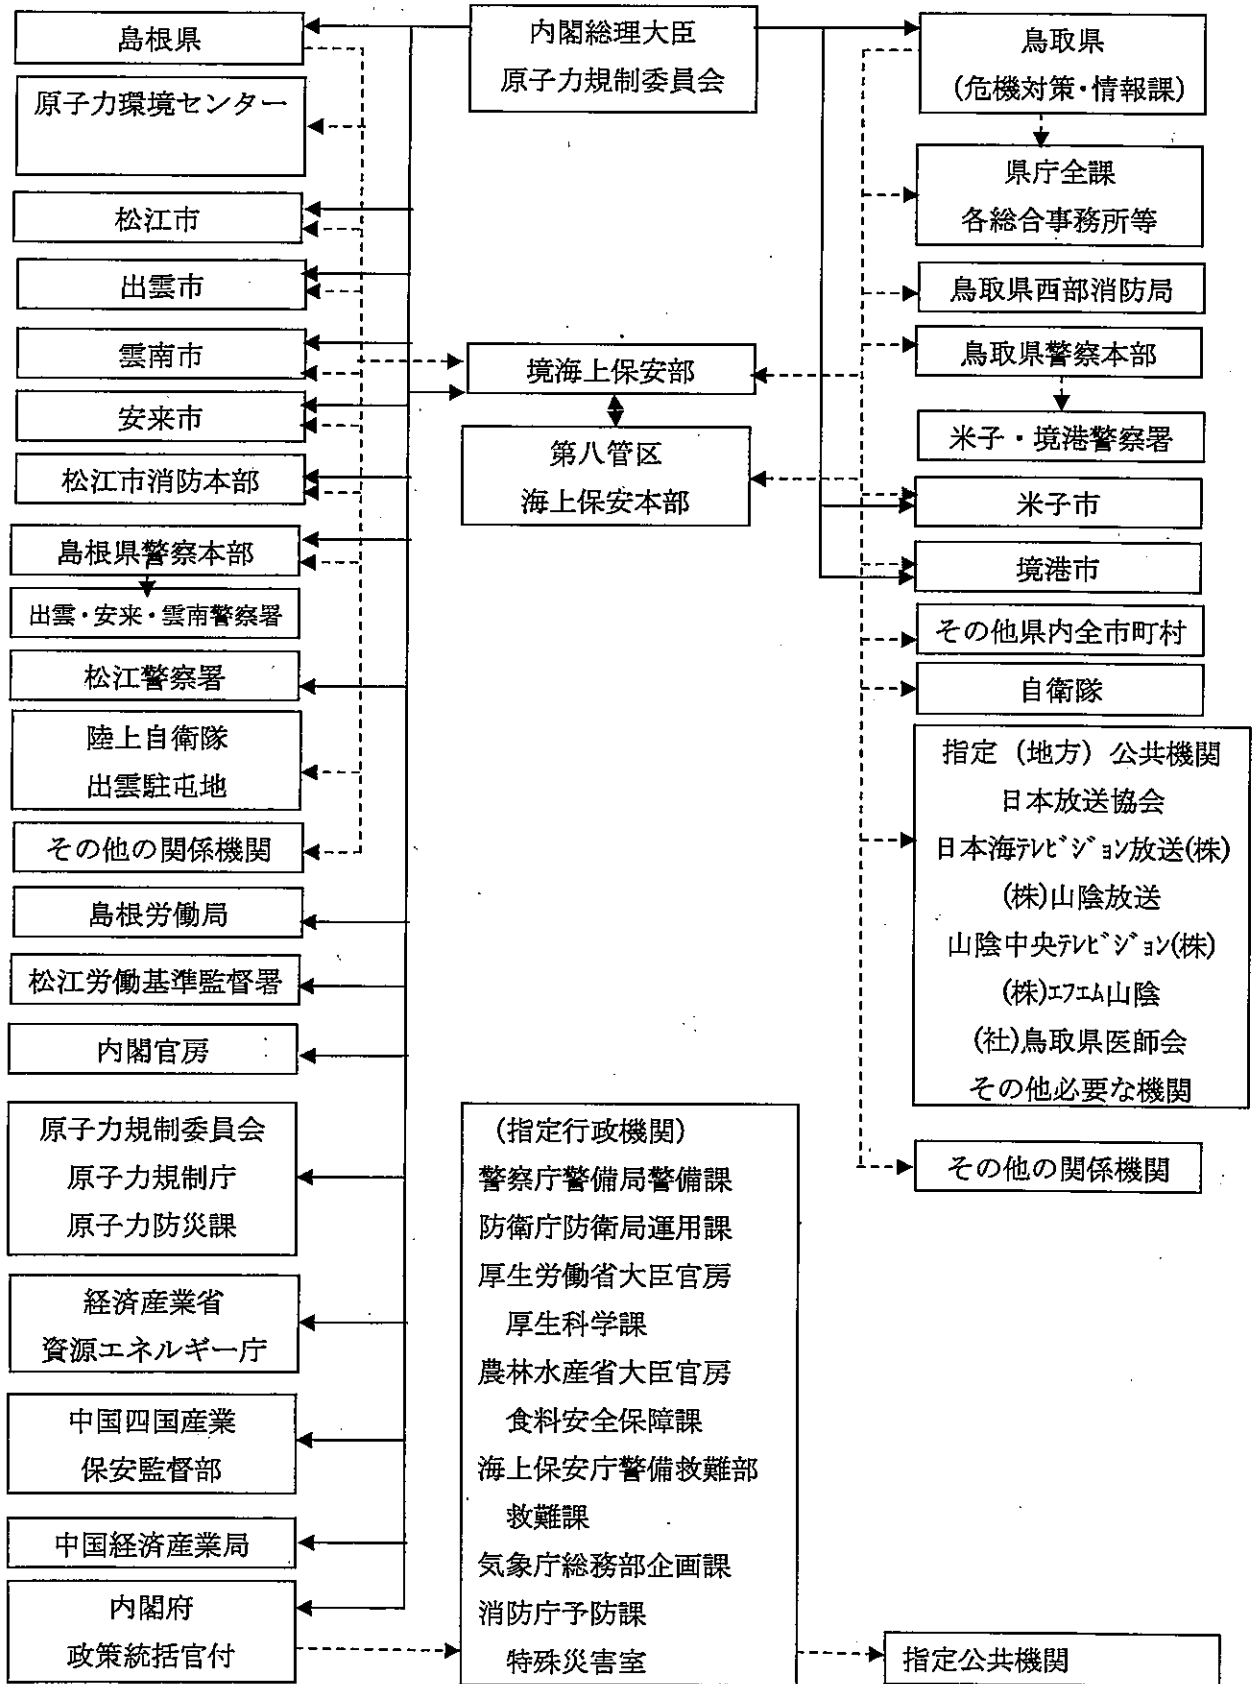 島根県
原子力環境センター
松江市
出雲市
雲南市
安来市
松江市消防本部
島根県警察本部
出雲・安来・雲南警察署
松江警察署
陸上自衛隊
出雲駐屯地
その他の関係機関
島根労働局
松江労働基準監督署
内閣官房
原子力規制委員会
原子力規制庁
原子力防災課
経済産業省
資源エネルギー庁
中国四国産業
保安監督部
中国経済産業局
内閣府
政策統括官付
内閣総理大臣
原子力規制委員会
境海上保安部
第八管区
海上保安本部
(指定行政機関)
警察庁警備局警備課
防衛庁防衛局運用課
厚生労働省大臣官房
厚生科学課
農林水産省大臣官房
食料安全保障課
海上保安庁警備救難部
救難課
気象庁総務部企画課
消防庁予防課
特殊災害室
鳥取県
(危機対策・情報課)
県庁全課
各総合事務所等
鳥取県西部消防局
鳥取県警察本部
米子・境港警察署
米子市
境港市
その他県内全市町村
自衛隊
指定（地方）公共機関
日本放送協会
日本海ﾃﾚﾋﾞｼﾞｮﾝ放送(株)
(株)山陰放送
山陰中央ﾃﾚﾋﾞｼﾞｮﾝ(株)
(株)ｴﾌｴﾑ山陰
(社)鳥取県医師会
その他必要な機関
その他の関係機関
指定公共機関